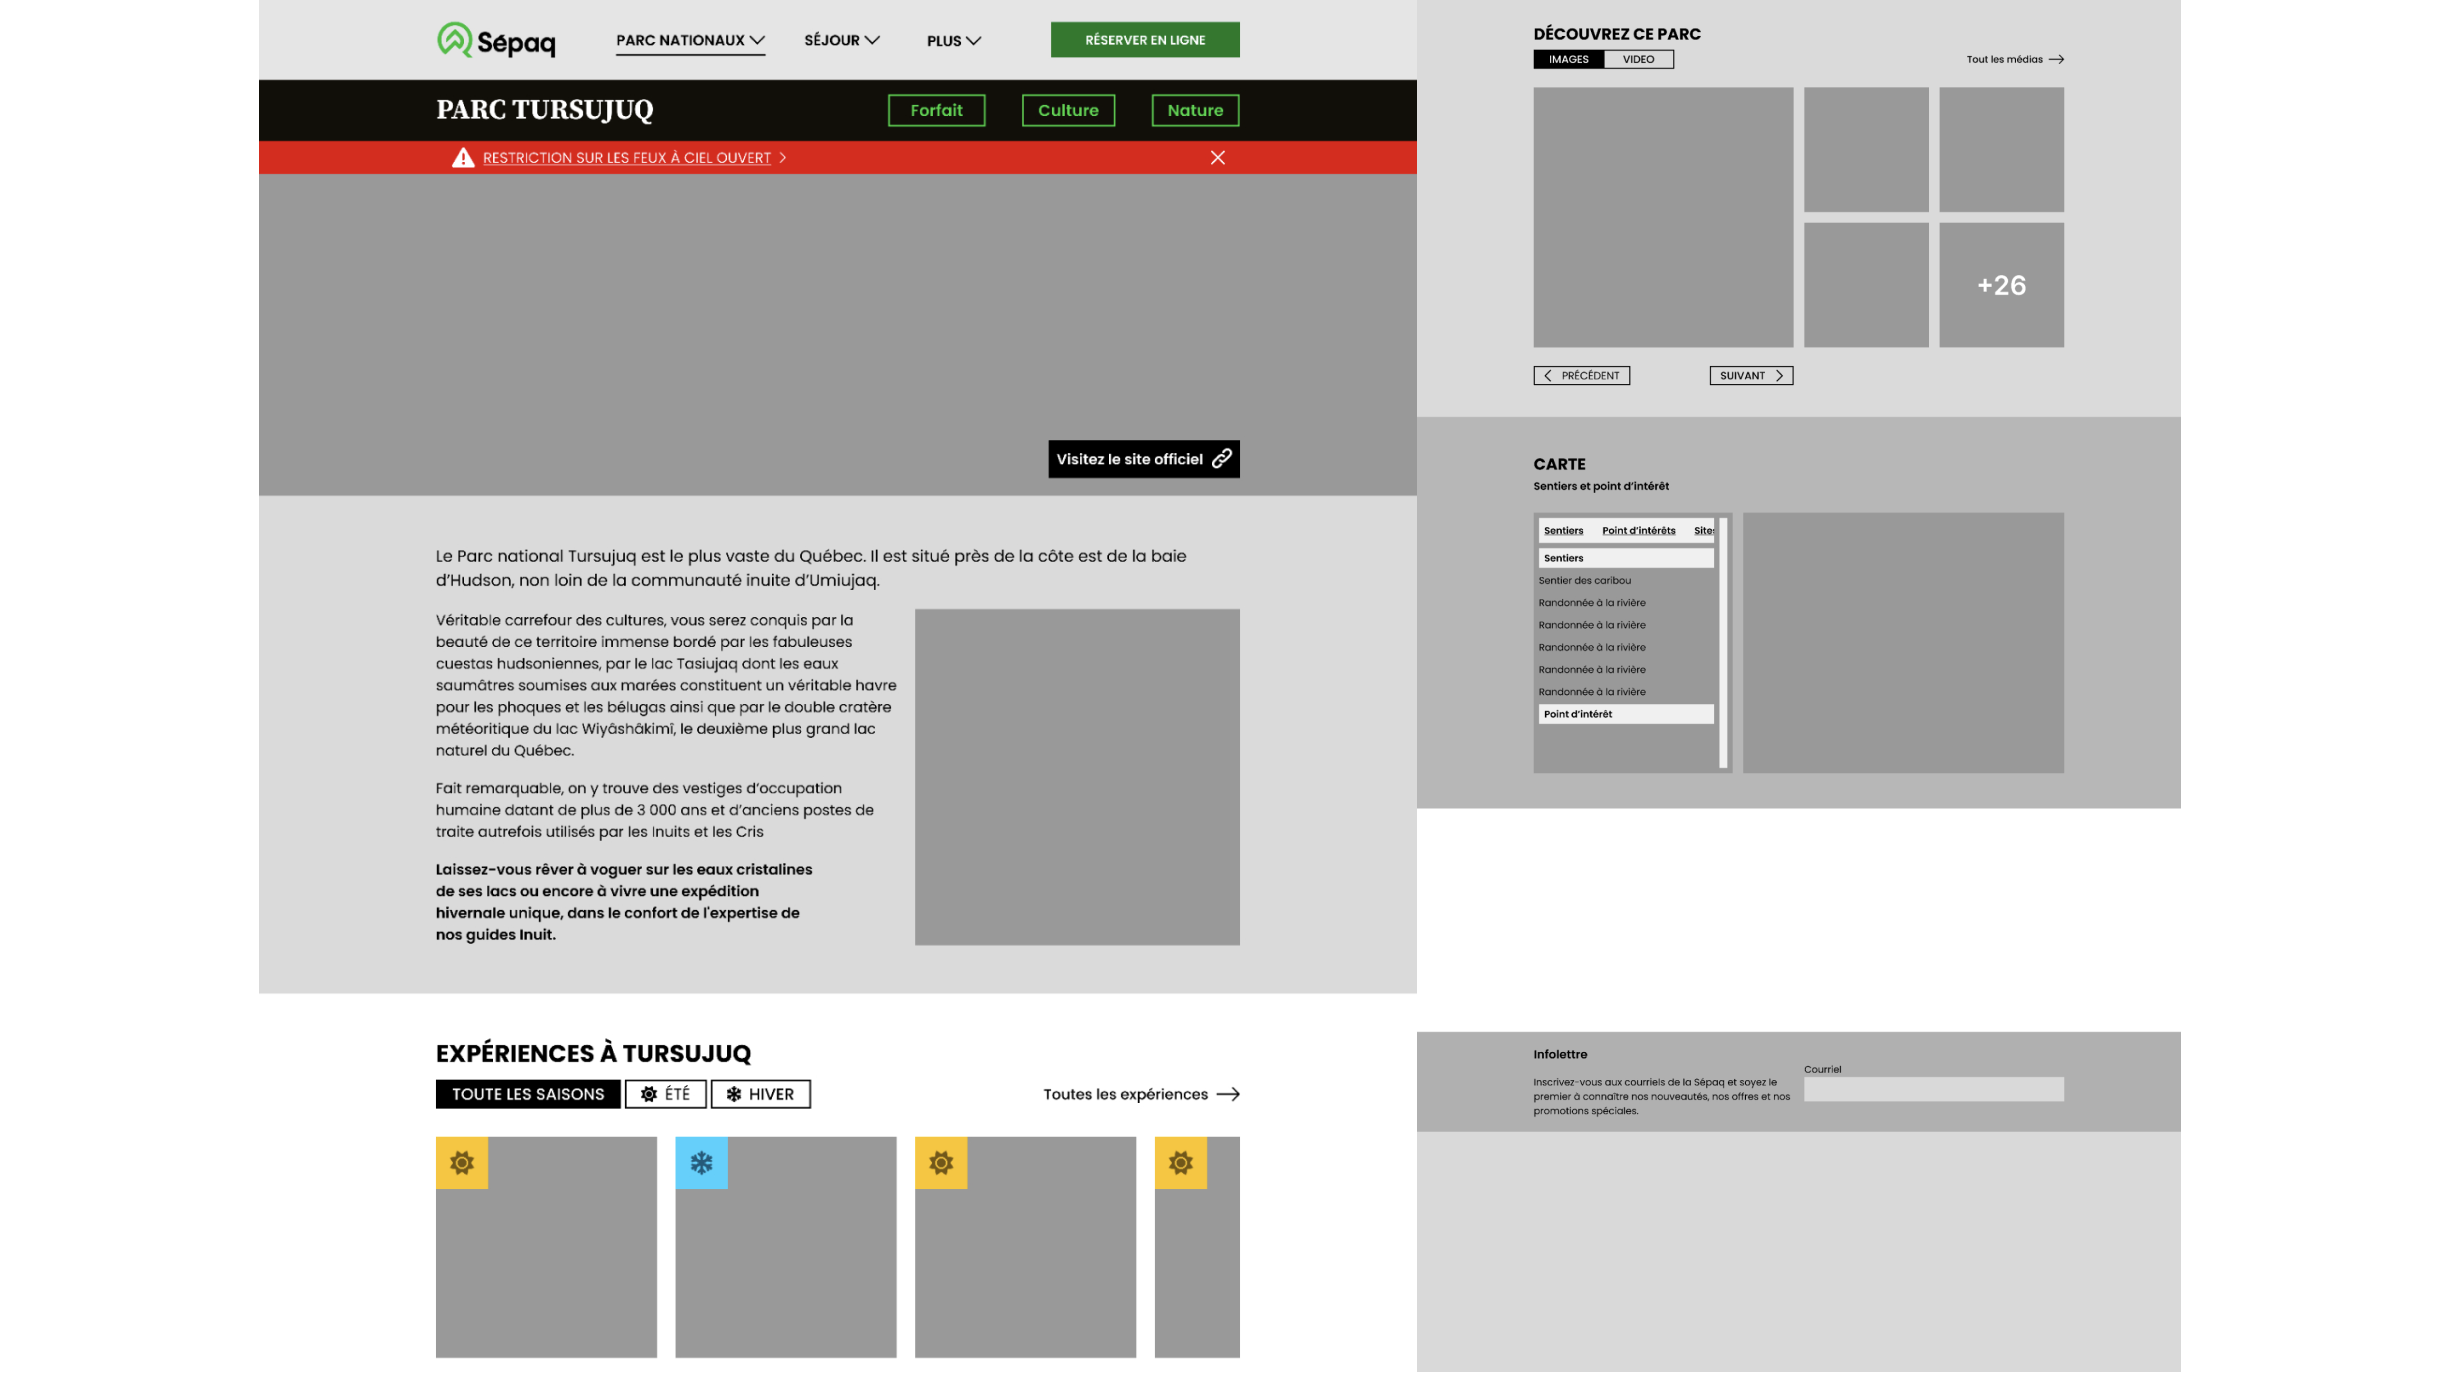 Sépaq
PARC NATIONAUX
SÉJOUR
PLUS
RÉSERVER EN LIGNE
PARC TURSUJUQ
Forfait
Culture
Nature
RESTRICTION SUR LES FEUX À CIEL OUVERT
Visitez le site officiel
Le Parc national Tursujuq est le plus vaste du Québec. Il est situé près de la côte est de la baie
d'Hudson, non loin de la communauté inuite d'Umiujaq.
Véritable carrefour des cultures, vous serez conquis par la
beauté de ce territoire immense bordé par les fabuleuses
cuestas hudsoniennes, par le lac Tasiujaq dont les eaux
saumâtres soumises aux marées constituent un véritable havre
pour les phoques et les bélugas ainsi que par le double cratère
météoritique du lac Wiyâshâkimî, le deuxième plus grand lac
naturel du Québec.
Fait remarquable, on y trouve des vestiges d'occupation
humaine datant de plus de 3 000 ans et d'anciens postes de
traite autrefois utilisés par les Inuits et les Cris
Laissez-vous rêver à voguer sur les eaux cristalines
de ses lacs ou encore à vivre une expédition
hivernale unique, dans le confort de l'expertise de
nos guides Inuit.
EXPÉRIENCES À TURSUJUQ
TOUTE LES SAISONS
ÉTÉ
HIVER
Toutes les expériences
DÉCOUVREZ CE PARC
IMAGES
VIDEO
Tout les médias
+26
PRÉCÉDENT
SUIVANT
CARTE
Sentiers et point d'intérêt
Sentiers
Point d'intérêts
Sites
Sentiers
Sentier des caribou
Randonnée à la rivière
Randonnée à la rivière
Randonnée à la rivière
Randonnée à la rivière
Randonnée à la rivière
Point d'intérêt
Infolettre
Inscrivez-vous aux courriels de la Sépaq et soyez le
premier à connaître nos nouveautés, nos offres et nos
promotions spéciales.
Courriel